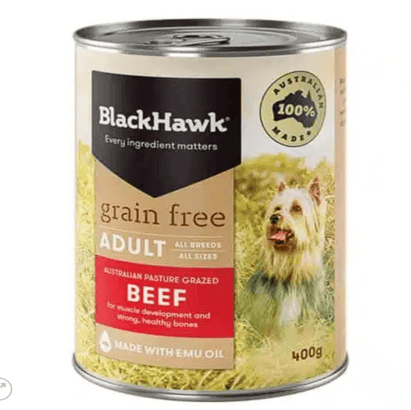 BlackHawk®
Every ingredient matters
AUSTRALIAN
100%
MADE
grain free
ADULT
ALL BREEDS
ALL SIZES
AUSTRALIAN PASTURE GRAZED
BEEF
for muscle development and
strong, healthy bones
MADE WITH EMU OIL
400g